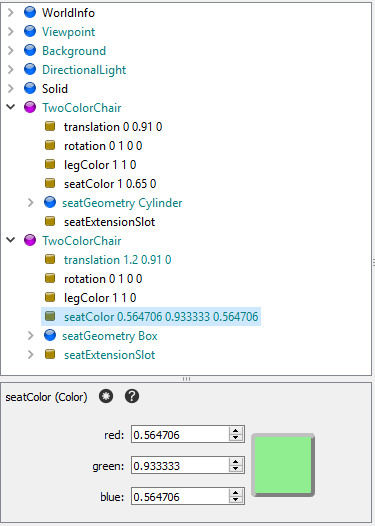 WorldInfo
Viewpoint
Background
DirectionalLight
Solid
TwoColorChair
translation 0 0.91 0
rotation 0 1 0 0
legColor 1 1 0
seatColor 1 0.65 0
seatGeometry Cylinder
seatExtensionSlot
TwoColorChair
translation 1.2 0.91 0
rotation 0 1 0 0
legColor 1 1 0
seatColor 0.564706 0.933333 0.564706
seatGeometry Box
seatExtensionSlot
seatColor (Color) ?
red: 0.564706
green: 0.933333
blue: 0.564706